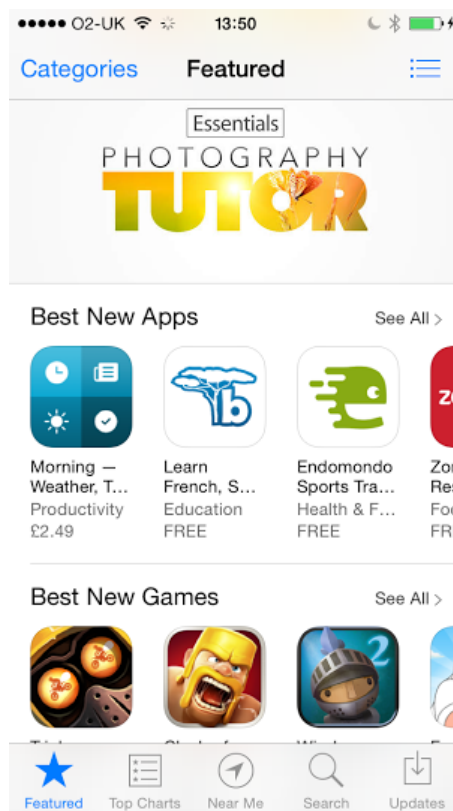 O2-UK 13:50
Categories Featured
Essentials
PHOTOGRAPHY
TUTOR
Best New Apps See All >
Morning —
Weather, T...
Productivity
£2.49
Learn
French, S...
Education
FREE
Endomondo
Sports Tra...
Health & F...
FREE
Best New Games See All >
2
Featured Top Charts Near Me Search Updates